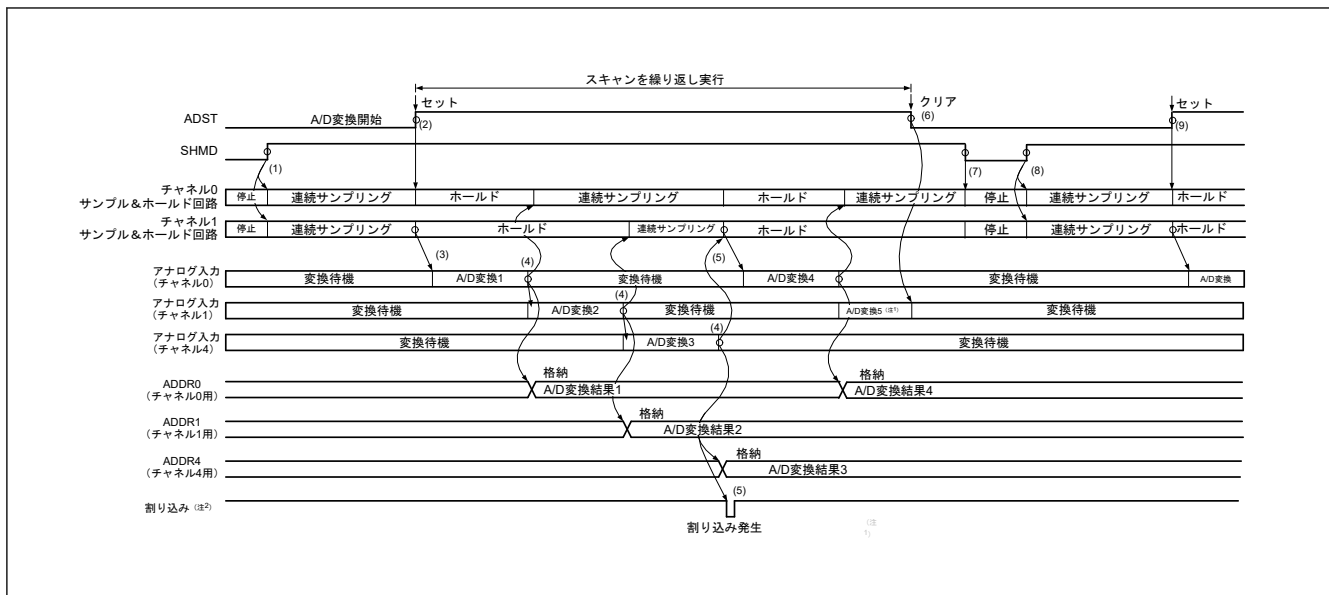 スキャンを繰り返し実行
セット
クリア
セット
ADST
A/D変換開始
(2)
(6)
(9)
SHMD
(1)
(7)
(8)
チャネル0
サンプル&ホールド回路
停止
連続サンプリング
ホールド
連続サンプリング
ホールド
連続サンプリング
停止
連続サンプリング
ホールド
チャネル1
サンプル&ホールド回路
停止
連続サンプリング
ホールド
連続サンプリング
ホールド
停止
連続サンプリング
ホールド
(3)
(4)
(5)
アナログ入力
(チャネル0)
変換待機
A/D変換1
変換待機
A/D変換4
変換待機
A/D変換
(4)
アナログ入力
(チャネル1)
変換待機
A/D変換2
変換待機
A/D変換5 (注1)
変換待機
(4)
アナログ入力
(チャネル4)
変換待機
A/D変換3
変換待機
ADDR0
(チャネル0用)
格納
A/D変換結果1
格納
A/D変換結果4
ADDR1
(チャネル1用)
格納
A/D変換結果2
ADDR4
(チャネル4用)
格納
A/D変換結果3
割り込み (注2)
(5)
割り込み発生
(注
1)